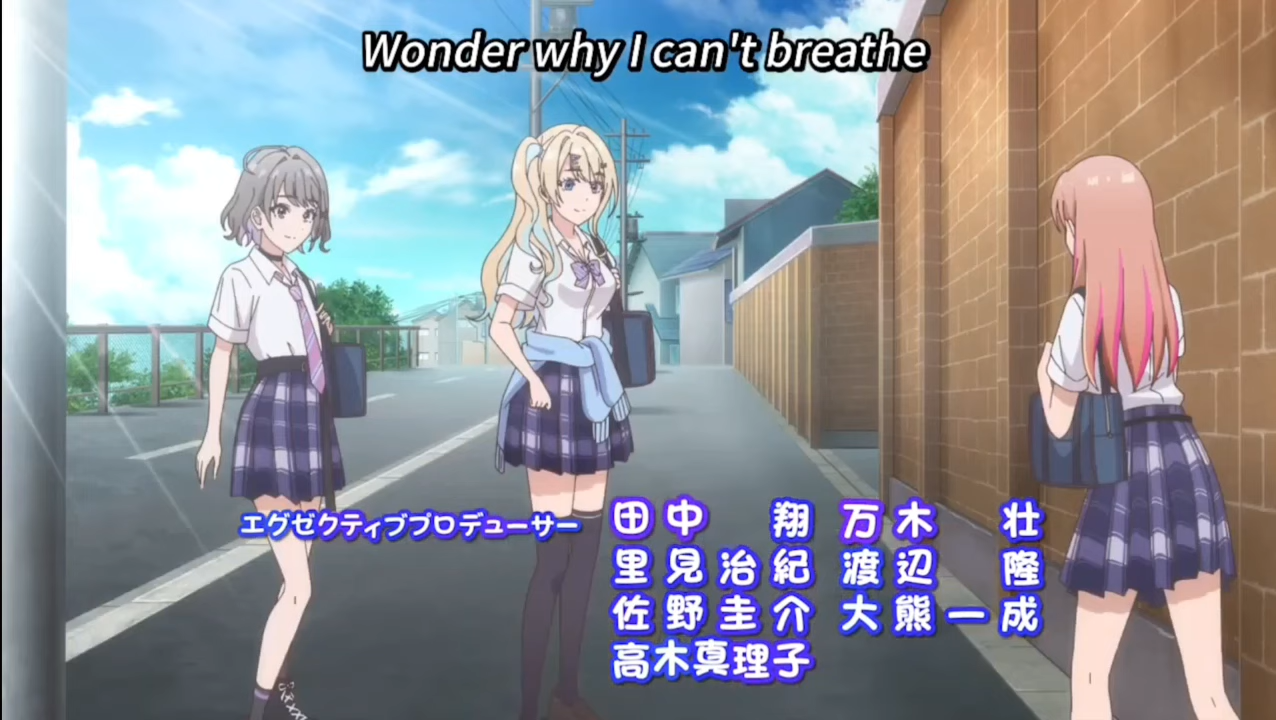 Wonder why I can't breathe
エグゼクティブプロデューサー
田中 翔 万木 壮
里見治紀 渡辺 隆
佐野圭介 大熊一成
高木真理子